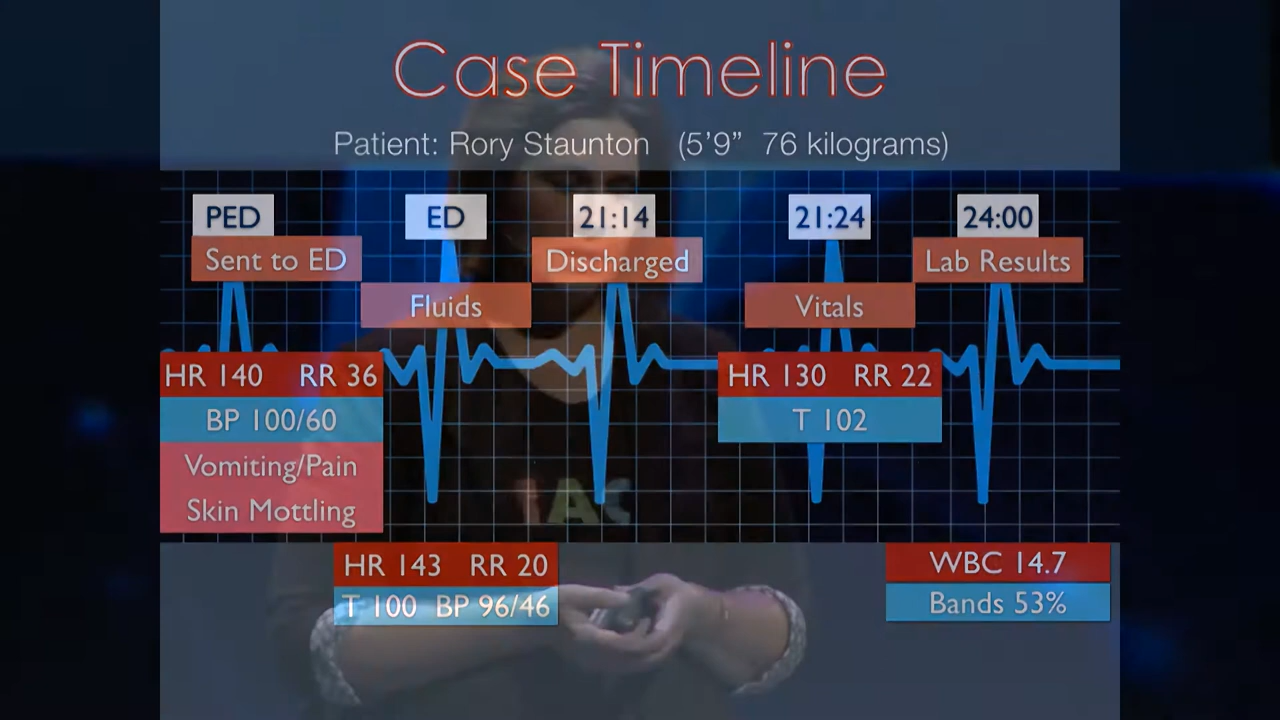 Case Timeline
Patient: Rory Staunton (5’9” 76 kilograms)
PED
ED
21:14
21:24
24:00
Sent to ED
Discharged
Lab Results
Fluids
Vitals
HR 140 RR 36
HR 130 RR 22
BP 100/60
T 102
Vomiting/Pain
Skin Mottling
HR 143 RR 20
WBC 14.7
T 100 BP 96/46
Bands 53%